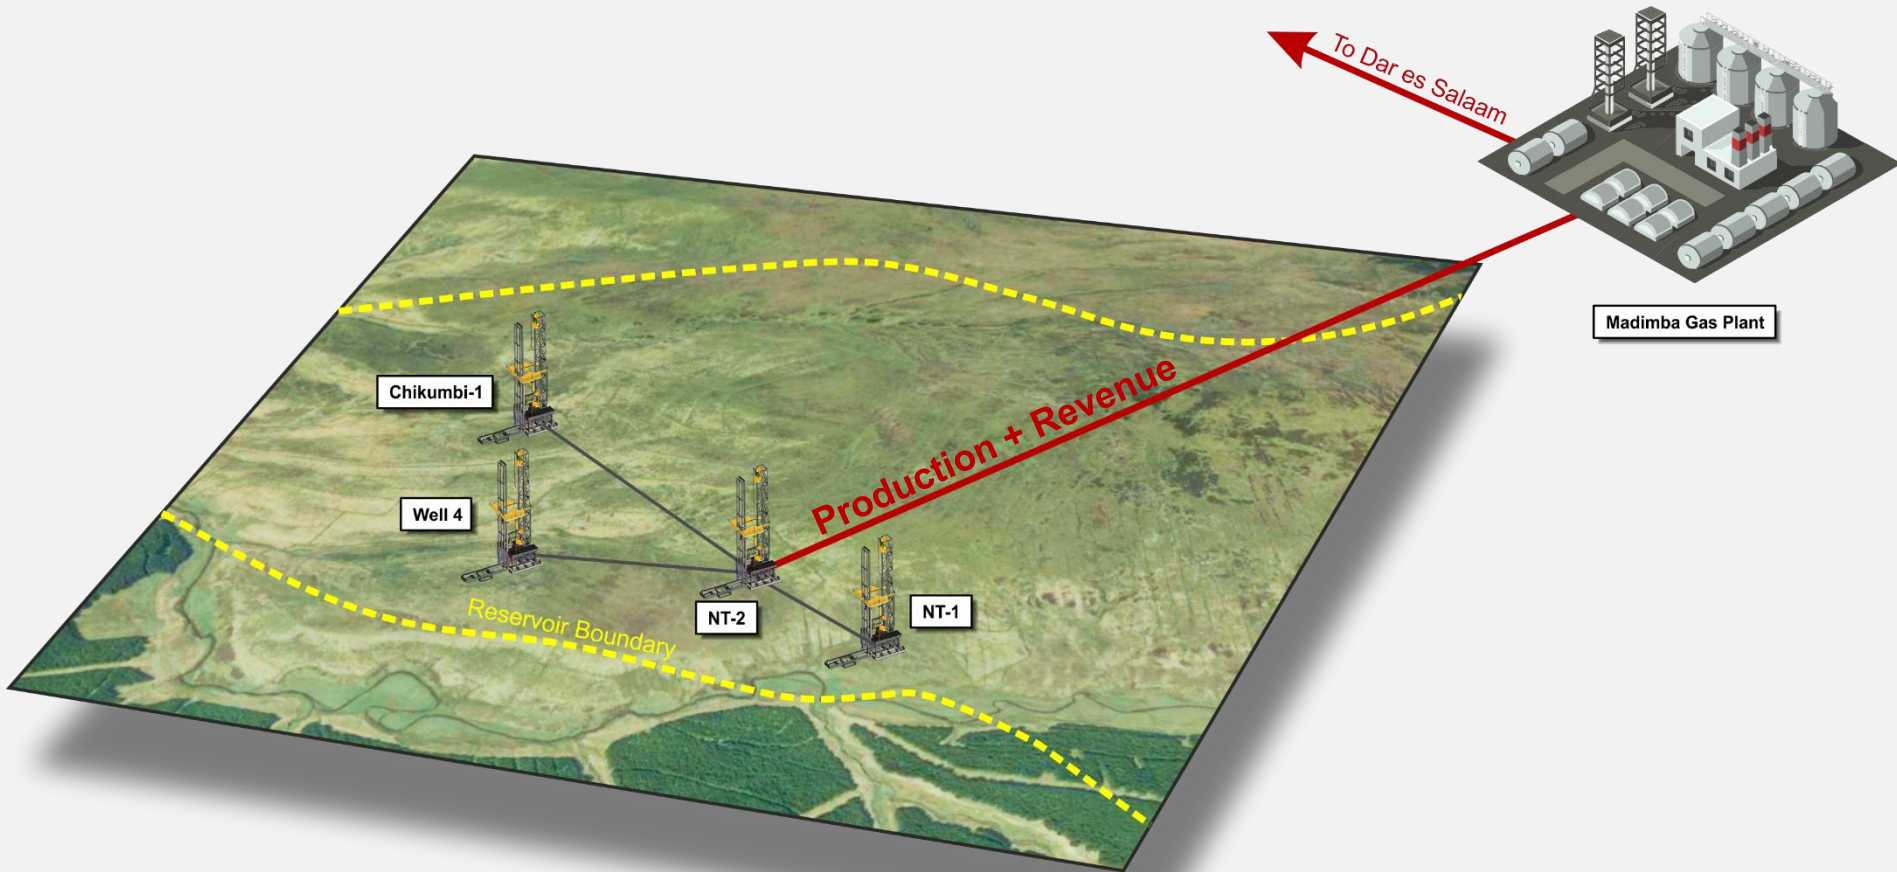 To Dar es Salaam
Madimba Gas Plant
Chikumbi-1
Production + Revenue
Well 4
NT-2
NT-1
Reservoir Boundary